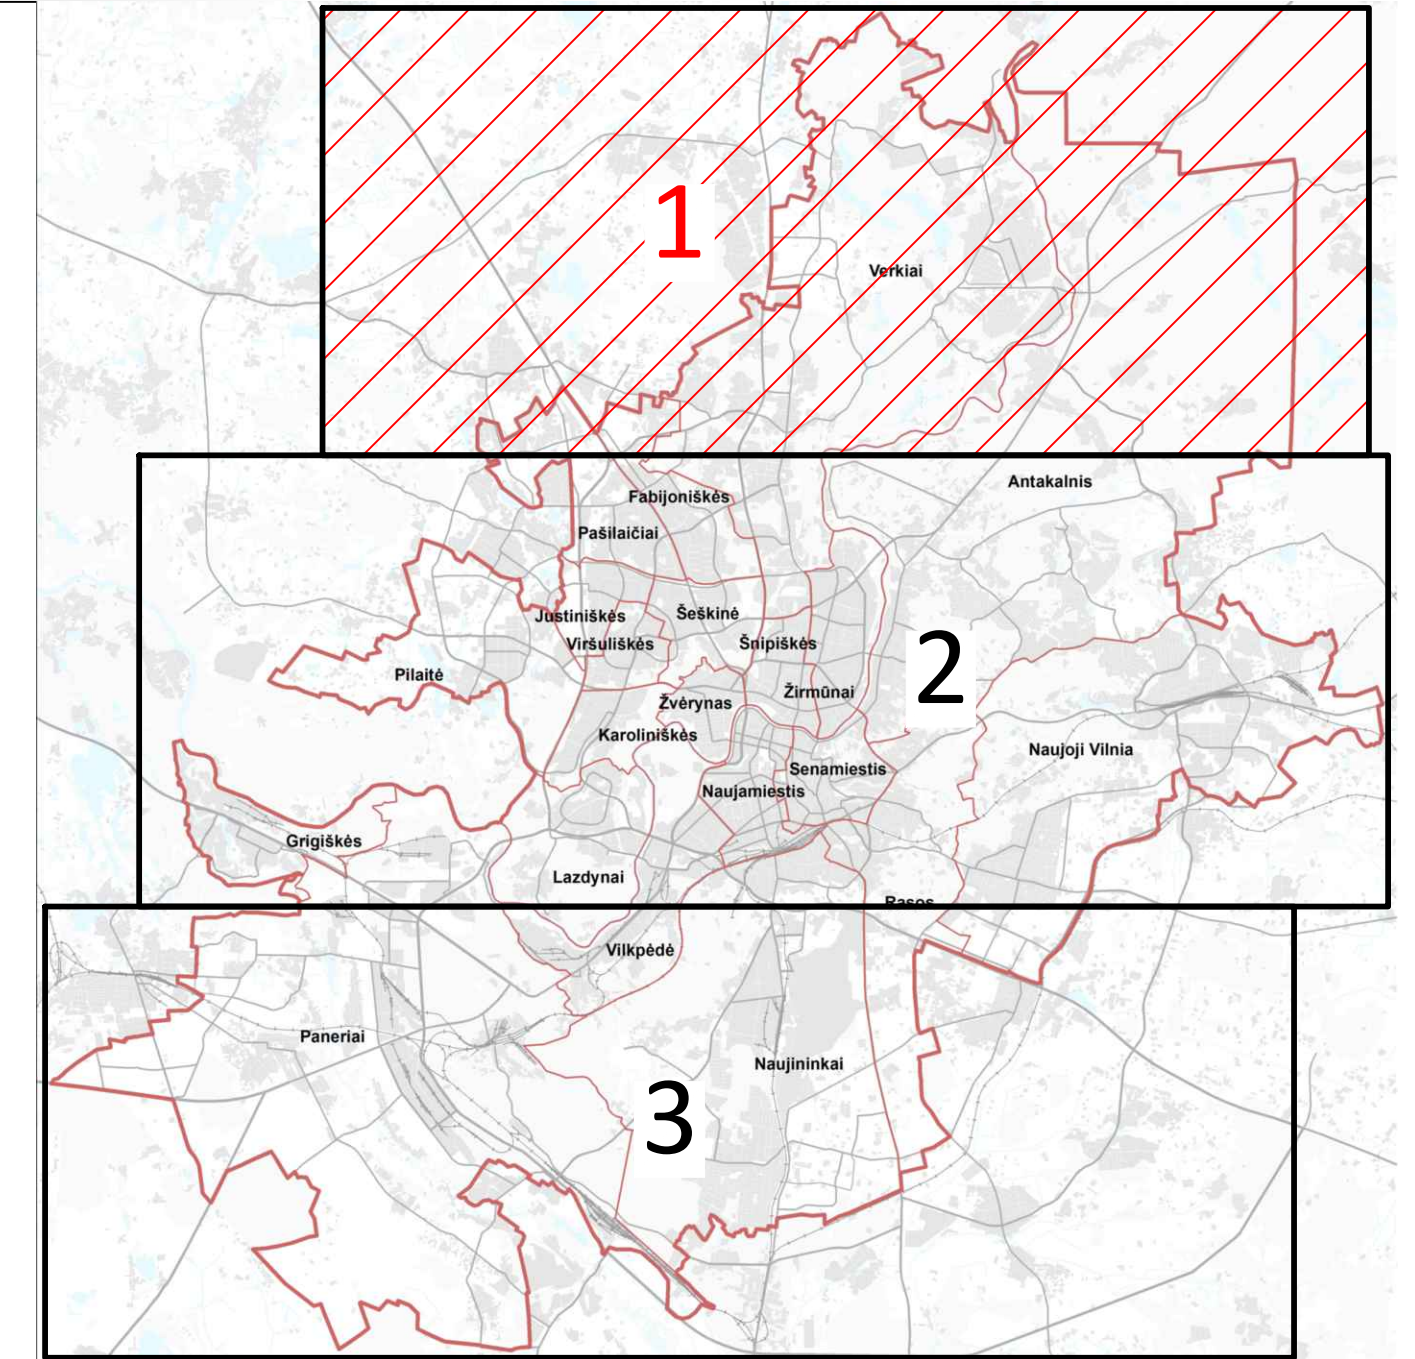 1
Verkiai
Antakalnis
Fabijoniškės
Pašilaičiai
Justiniškės
Šeškinė
Viršuliškės
Šnipiškės
2
Pilaitė
Žirmūnai
Žvėrynas
Karoliniškės
Naujoji Vilnia
Senamiestis
Naujamiestis
Grigiškės
Lazdynai
Rasos
Vilkpėdė
Paneriai
Naujininkai
3